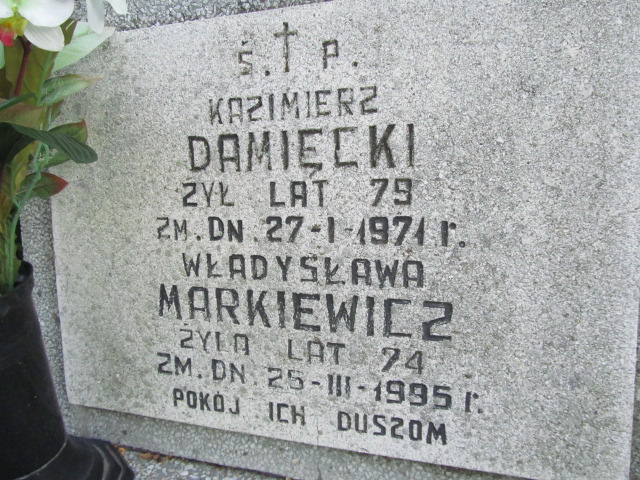 Ś. † P.
KAZIMIERZ
DAMIĘCKI
ŻYŁ LAT 79
ZM. DN. 27-I-1971 r.
WŁADYSŁAWA
MARKIEWICZ
ŻYŁA LAT 74
ZM. DN. 25-III-1995 r.
POKÓJ ICH DUSZOM